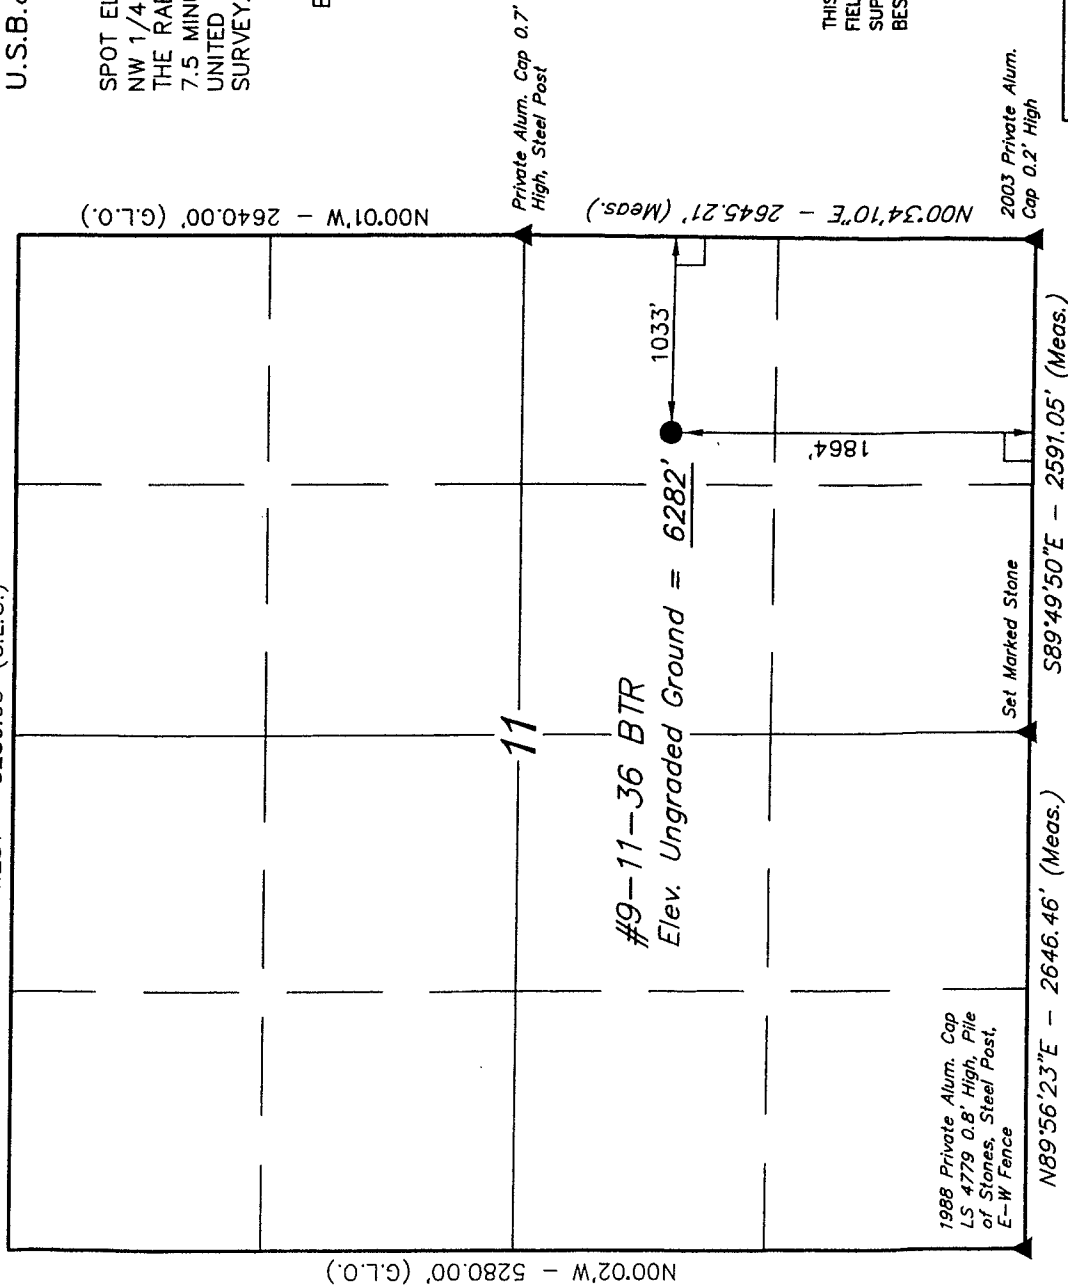 U.S.B.&
SPOT EL
NW 1/4
THE RAB
7.5 MINU
UNITED
SURVEY.
B
N00°01'W - 2640.00' (G.L.O.)
Private Alum. Cap 0.7'
High, Steel Post
THIS
FIEL
SUP
BES
N00°34'10"E - 2645.21' (Meas.)
2003 Private Alum.
Cap 0.2' High
1033'
1864'
11
#9-11-36 BTR
Elev. Ungraded Ground = 6282'
Set Marked Stone
1988 Private Alum. Cap
LS 4779 0.8' High, Pile
of Stones, Steel Post,
E-W Fence
N00°02'W - 5280.00' (G.L.O.)
N89°56'23"E - 2646.46' (Meas.)
S89°49'50"E - 2591.05' (Meas.)